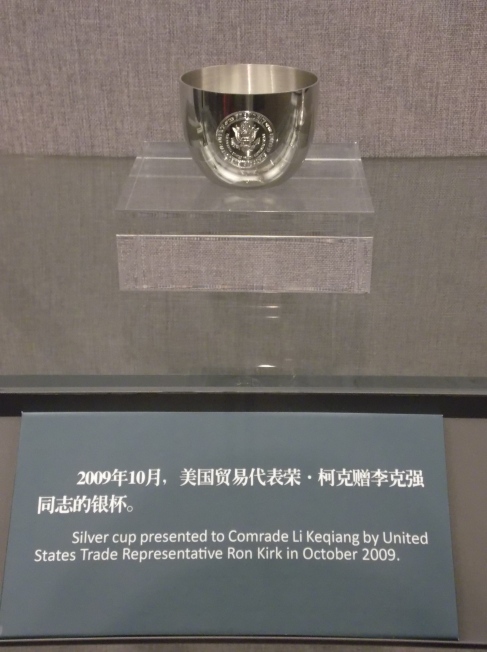 2009年10月，美国贸易代表荣·柯克赠李克强
同志的银杯。
Silver cup presented to Comrade Li Keqiang by United
States Trade Representative Ron Kirk in October 2009.